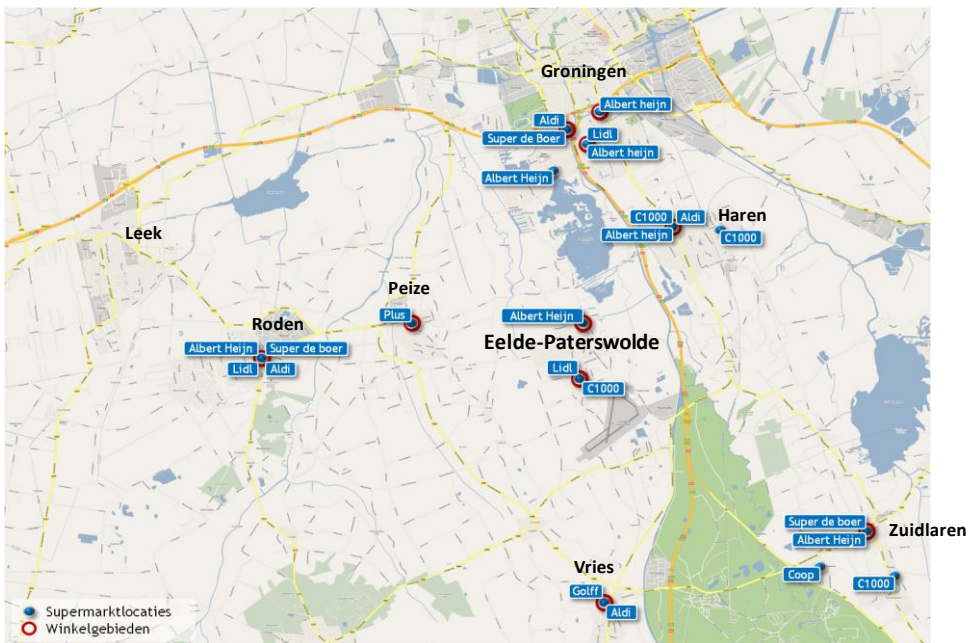 Groningen
Albert heijn
Aldi
Super de Boer
Lidl
Albert heijn
Albert Heijn
C1000
Aldi
Albert heijn
Haren
C1000
Leek
Peize
Plus
Roden
Albert Heijn
Super de boer
Lidl
Aldi
Albert Heijn
Eelde-Paterswolde
Lidl
C1000
Super de boer
Albert Heijn
Zuidlaren
Coop
C1000
Vries
Golff
Aldi
Supermarktlocaties
Winkelgebieden